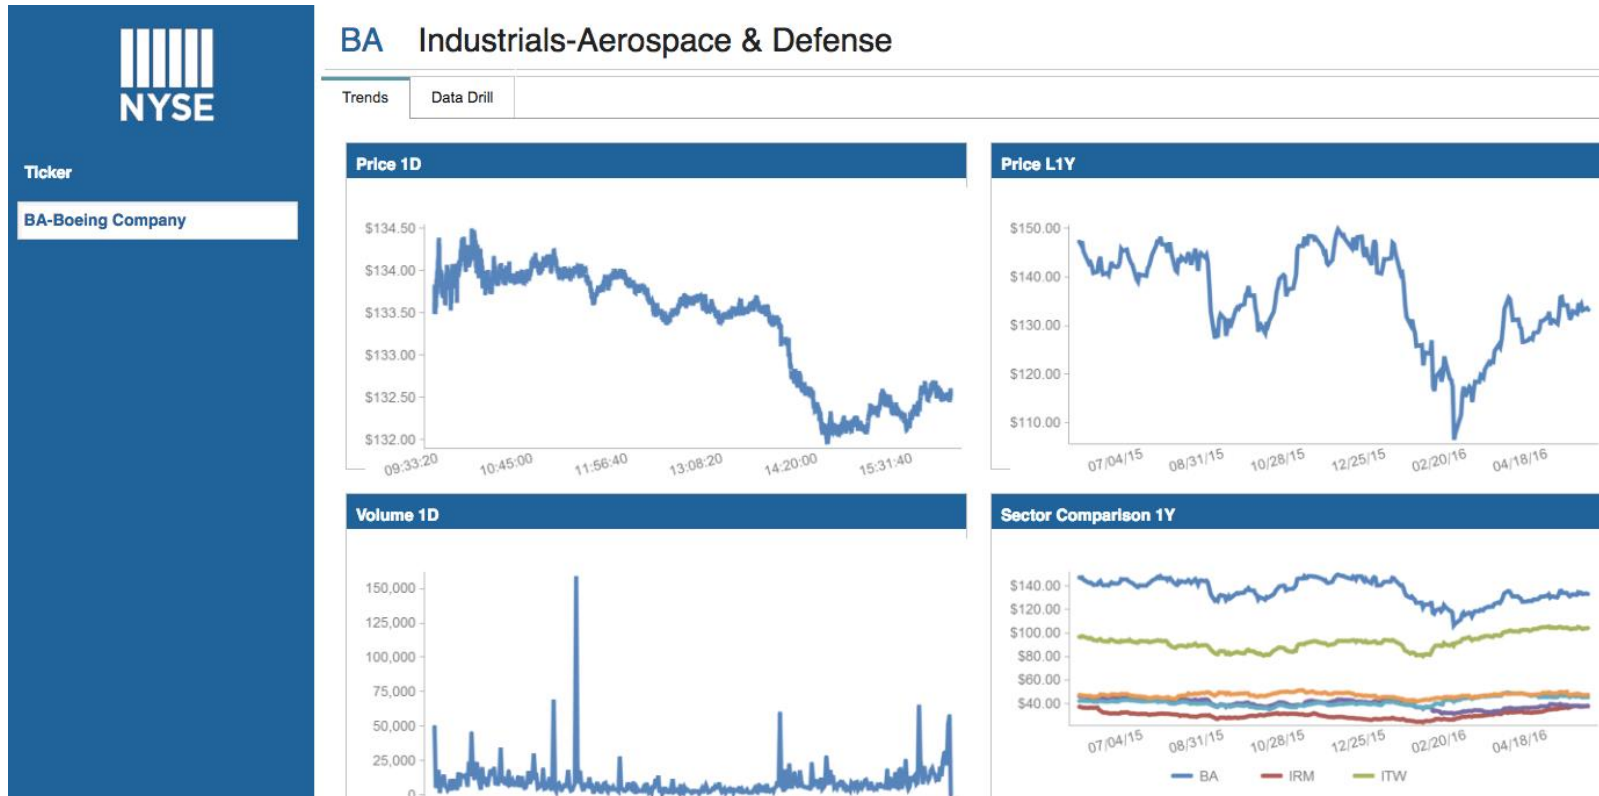 NYSE
Ticker
BA-Boeing Company
BA Industrials-Aerospace & Defense
Trends Data Drill
Price 1D
$134.50
$134.00
$133.50
$133.00
$132.50
$132.00
09:33:20 10:45:00 11:56:40 13:08:20 14:20:00 15:31:40
Price L1Y
$150.00
$140.00
$130.00
$120.00
$110.00
07/04/15 08/31/15 10/28/15 12/25/15 02/20/16 04/18/16
Volume 1D
150,000
125,000
100,000
75,000
50,000
25,000
0
Sector Comparison 1Y
$140.00
$120.00
$100.00
$80.00
$60.00
$40.00
07/04/15 08/31/15 10/28/15 12/25/15 02/20/16 04/18/16
BA IRM ITW